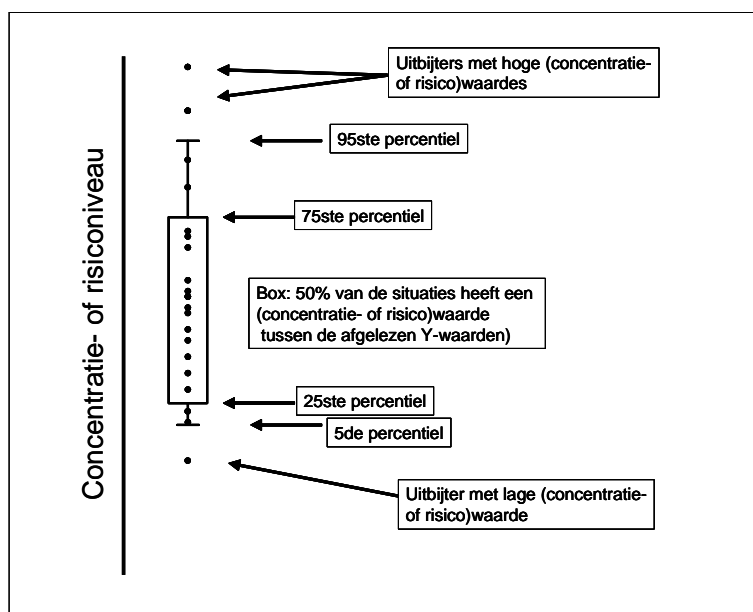 Concentratie- of risiconiveau
Uitbijters met hoge (concentratie-
of risico)waardes
95ste percentiel
75ste percentiel
Box: 50% van de situaties heeft een
(concentratie- of risico)waarde
tussen de afgelezen Y-waarden)
25ste percentiel
5de percentiel
Uitbijter met lage (concentratie-
of risico)waarde